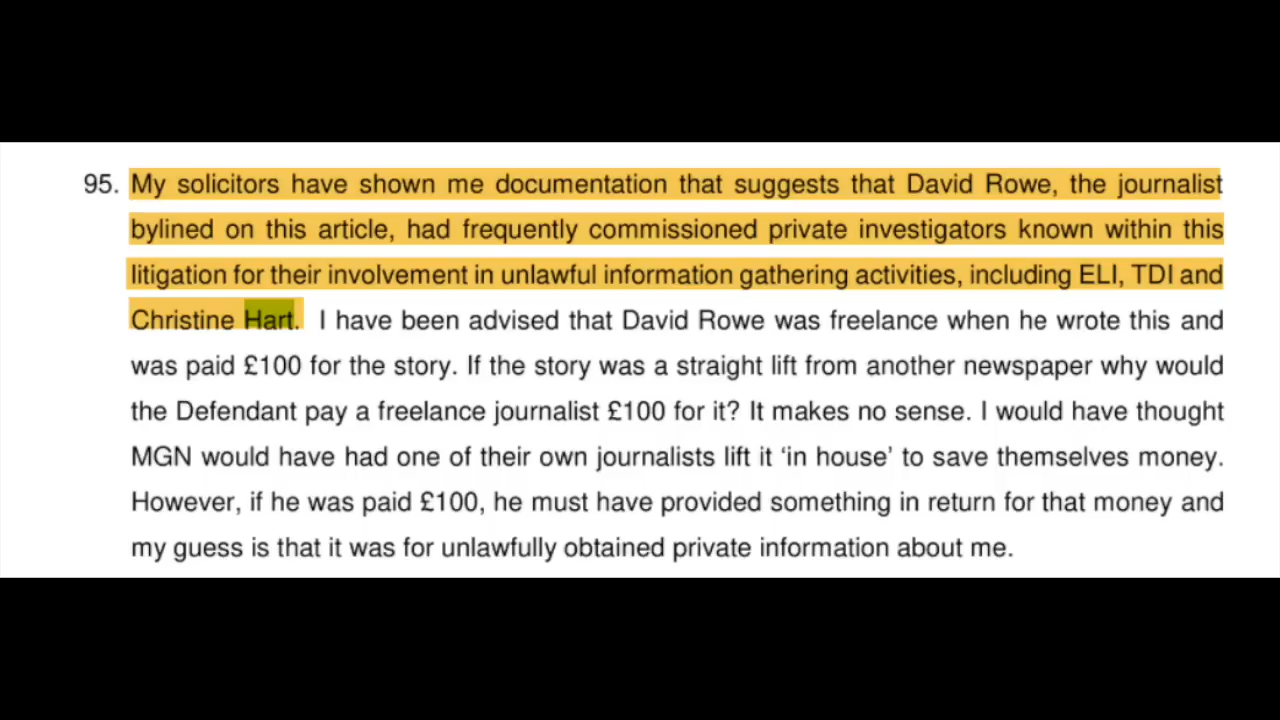 95. My solicitors have shown me documentation that suggests that David Rowe, the journalist
bylined on this article, had frequently commissioned private investigators known within this
litigation for their involvement in unlawful information gathering activities, including ELI, TDI and
Christine Hart. I have been advised that David Rowe was freelance when he wrote this and
was paid £100 for the story. If the story was a straight lift from another newspaper why would
the Defendant pay a freelance journalist £100 for it? It makes no sense. I would have thought
MGN would have had one of their own journalists lift it ‘in house’ to save themselves money.
However, if he was paid £100, he must have provided something in return for that money and
my guess is that it was for unlawfully obtained private information about me.